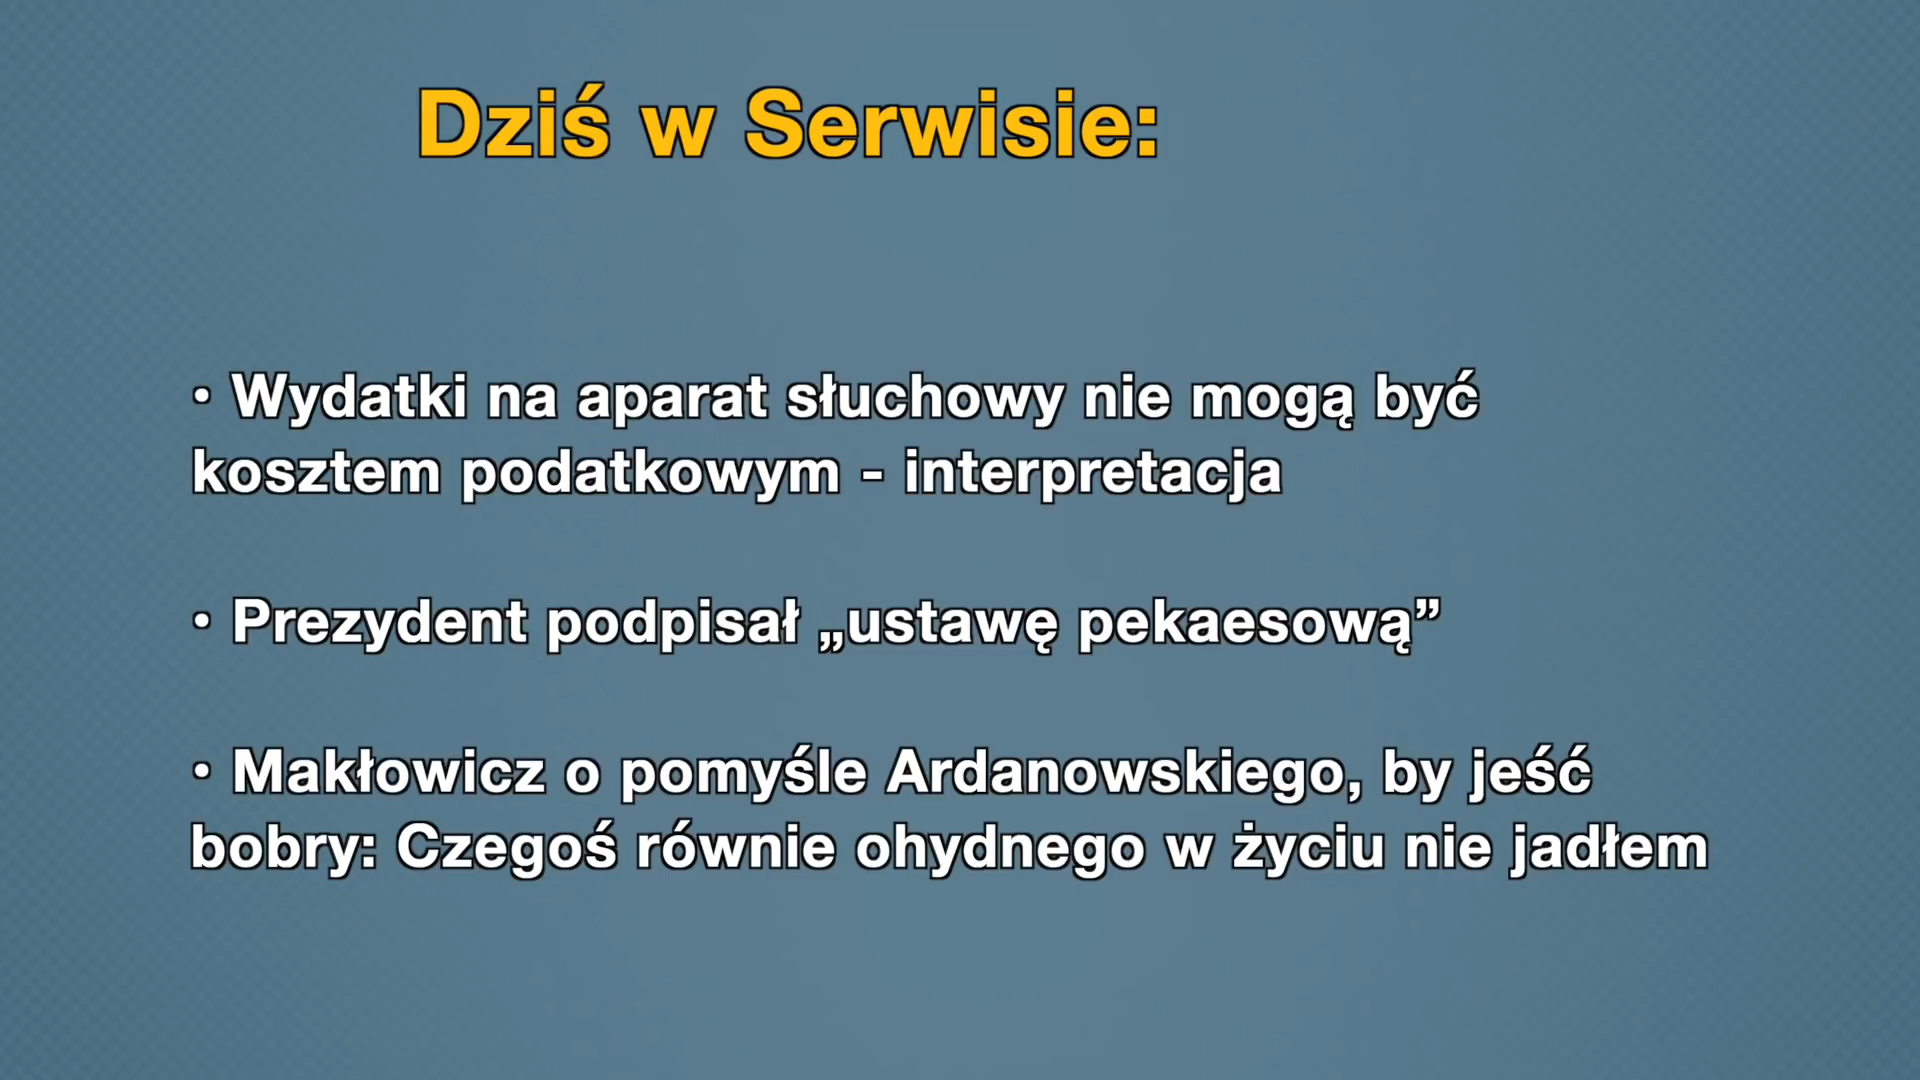 Dziś w Serwisie:
• Wydatki na aparat słuchowy nie mogą być
kosztem podatkowym - interpretacja
• Prezydent podpisał „ustawę pekaesową”
• Makłowicz o pomyśle Ardanowskiego, by jeść
bobry: Czegoś równie ohydnego w życiu nie jadłem